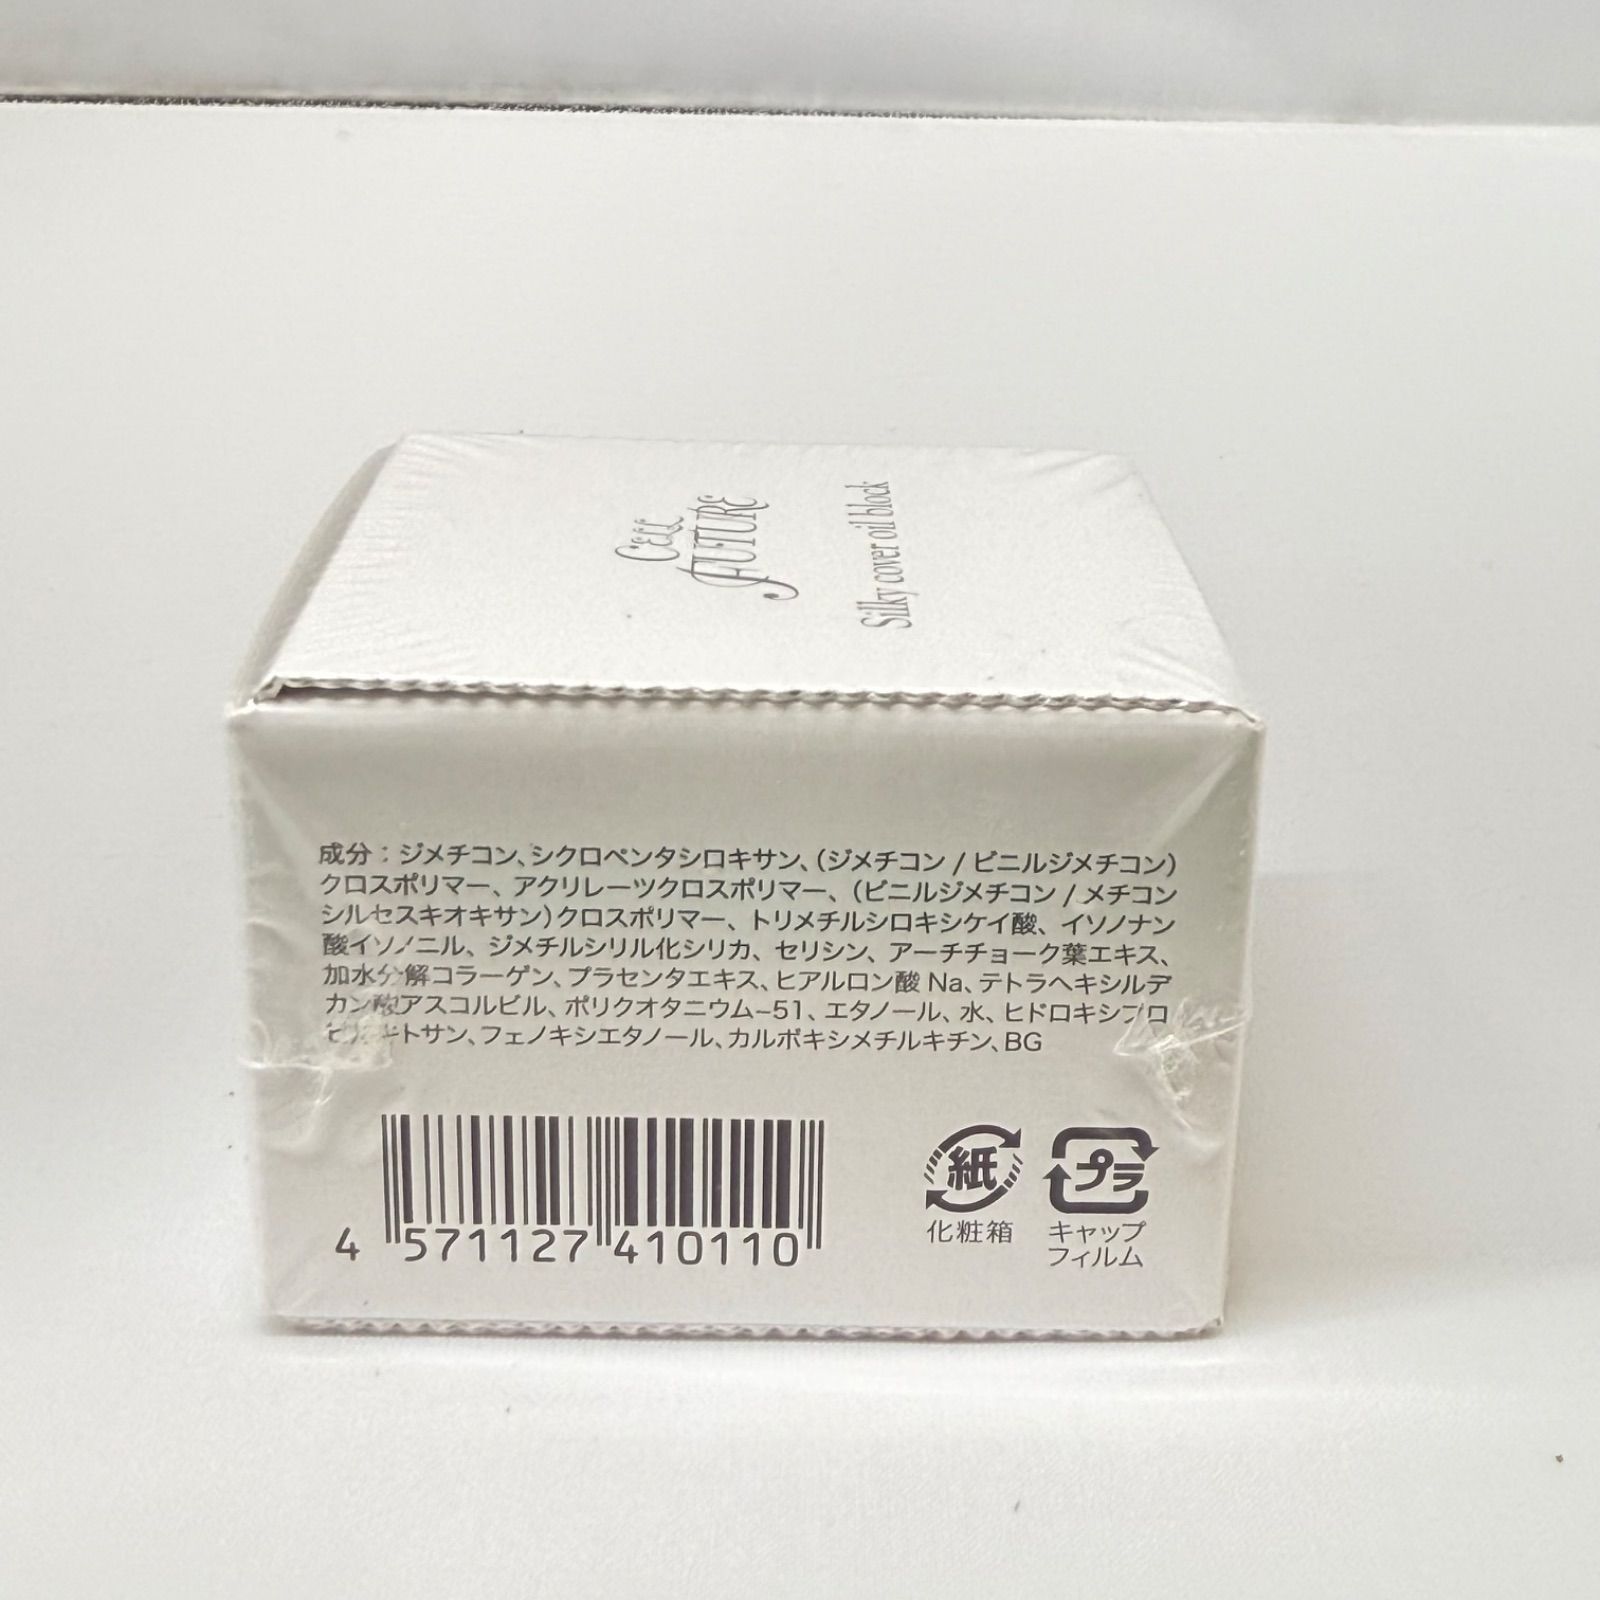 CELL
FUTURE
Silky cover oil block
成分：ジメチコン、シクロペンタシロキサン、（ジメチコン / ビニルジメチコン）
クロスポリマー、アクリレーツクロスポリマー、（ビニルジメチコン / メチコン
シルセスキオキサン）クロスポリマー、トリメチルシロキシケイ酸、イソノナン
酸イソノニル、ジメチルシリル化シリカ、セリシン、アーチチョーク葉エキス、
加水分解コラーゲン、プラセンタエキス、ヒアルロン酸 Na、テトラヘキシルデ
カン酸アスコルビル、ポリクオタニウム-51、エタノール、水、ヒドロキシプロ
ピルキトサン、フェノキシエタノール、カルボキシメチルキチン、BG
4 571127 410110
紙
化粧箱
プラ
キャップ
フィルム